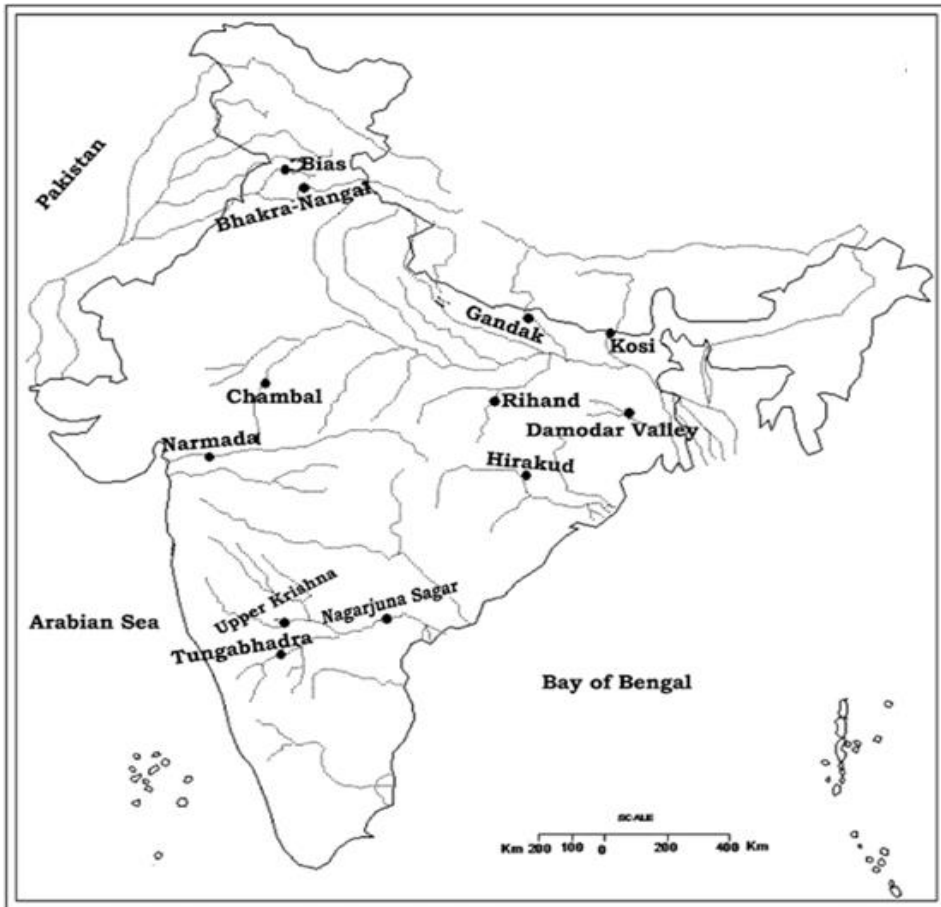 Pakistan
Bias
Bhakra-Nangal
Gandak
Kosi
Chambal
Rihand
Damodar Valley
Narmada
Hirakud
Upper Krishna
Nagarjuna Sagar
Arabian Sea
Tungabhadra
Bay of Bengal
SCALE
Km 200 100 0 200 400 Km